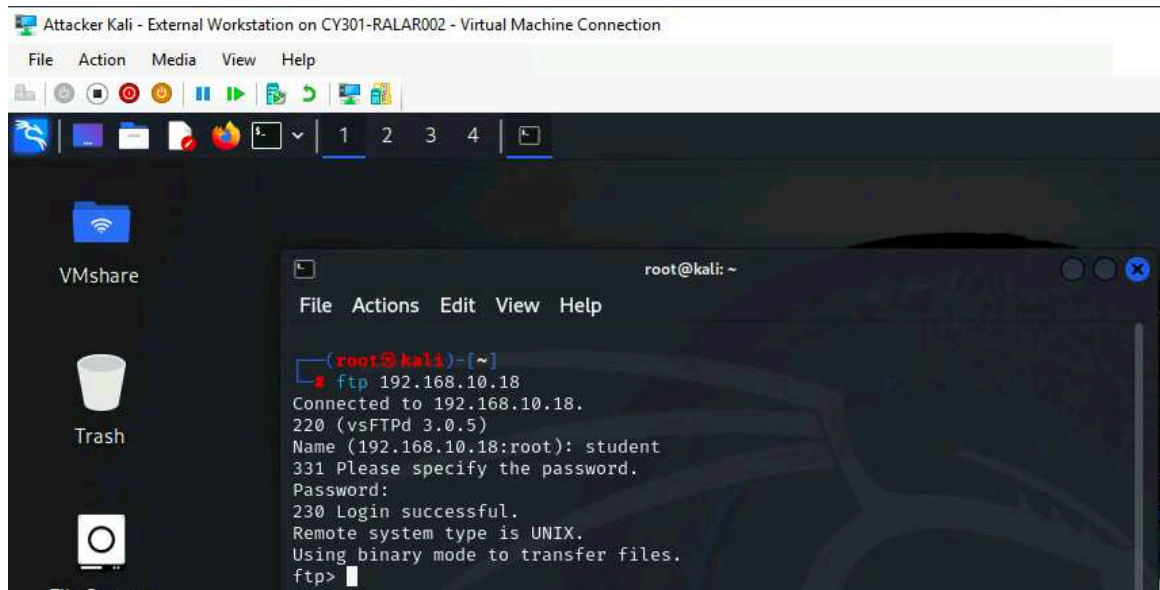 Attacker Kali - External Workstation on CY301-RALAR002 - Virtual Machine Connection
File Action Media View Help
1 2 3 4
VMshare
Trash
root@kali: ~
File Actions Edit View Help
┌──(root㉿kali)-[~]
└─# ftp 192.168.10.18
Connected to 192.168.10.18.
220 (vsFTPd 3.0.5)
Name (192.168.10.18:root): student
331 Please specify the password.
Password:
230 Login successful.
Remote system type is UNIX.
Using binary mode to transfer files.
ftp>